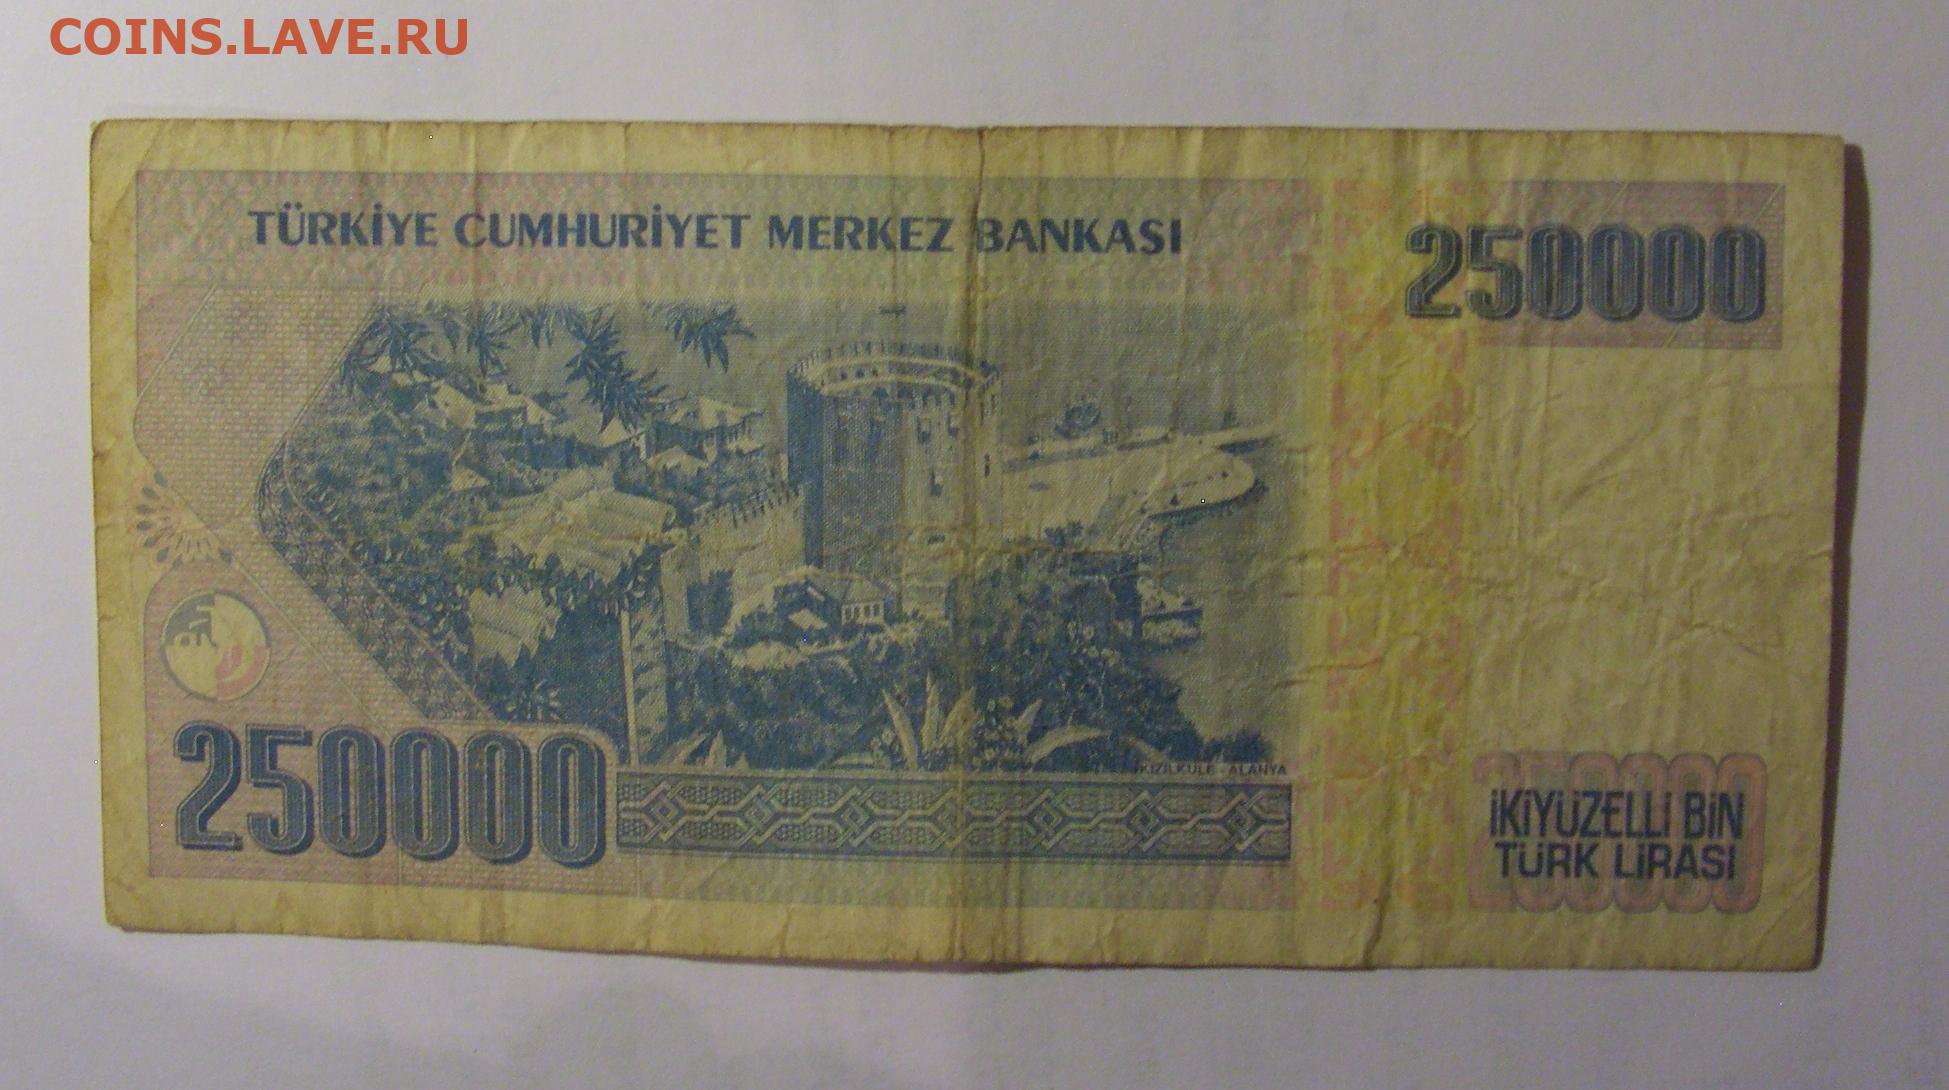 COINS.LAVE.RU
TÜRKİYE CUMHURİYET MERKEZ BANKASI
250000
KIZILKULE - ALANYA
250000
250000
İKİYÜZELLİ BİN
TÜRK LİRASI